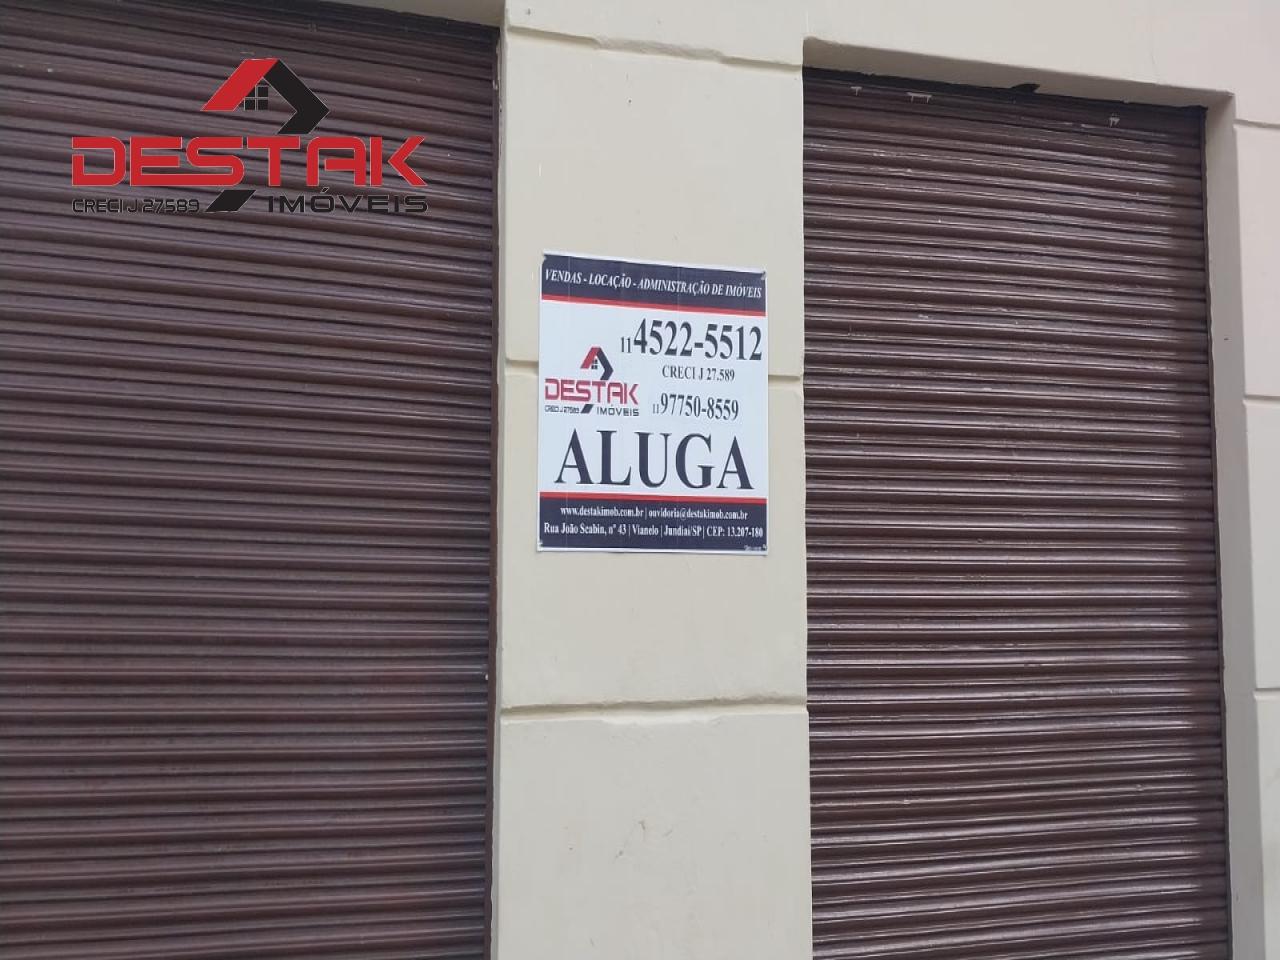 DESTAK
CRECI J 27589 IMÓVEIS
VENDAS - LOCAÇÃO - ADMINISTRAÇÃO DE IMÓVEIS
11 4522-5512
CRECI J 27.589
DESTAK
CRECI J 27589 IMÓVEIS
11 97750-8559
ALUGA
www.destakimob.com.br | ouvidoria@destakimob.com.br
Rua João Scabin, nº 43 | Vianelo | Jundiaí/SP | CEP: 13.207-180